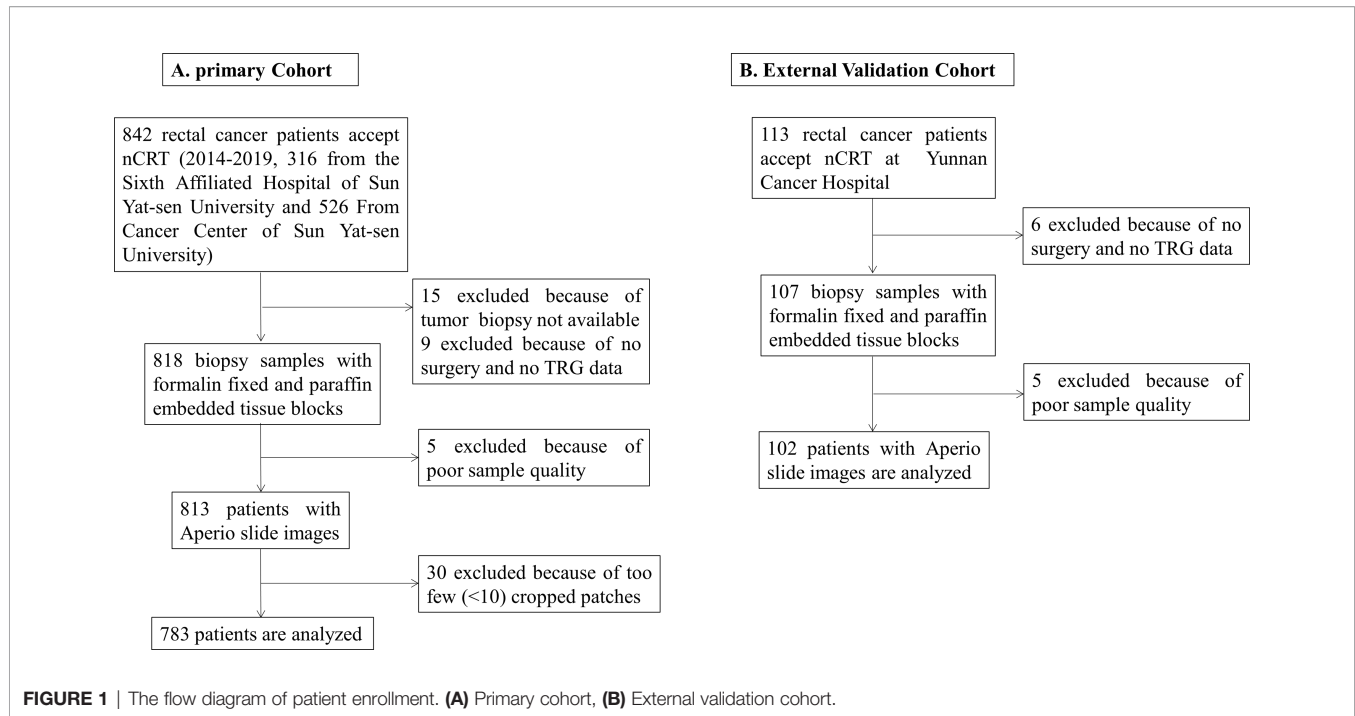 A. primary Cohort
842 rectal cancer patients accept
nCRT (2014-2019, 316 from the
Sixth Affiliated Hospital of Sun
Yat-sen University and 526 From
Cancer Center of Sun Yat-sen
University)
15 excluded because of
tumor biopsy not available
9 excluded because of no
surgery and no TRG data
818 biopsy samples with
formalin fixed and paraffin
embedded tissue blocks
5 excluded because of
poor sample quality
813 patients with
Aperio slide images
30 excluded because of too
few (<10) cropped patches
783 patients are analyzed
B. External Validation Cohort
113 rectal cancer patients
accept nCRT at Yunnan
Cancer Hospital
6 excluded because of no
surgery and no TRG data
107 biopsy samples with
formalin fixed and paraffin
embedded tissue blocks
5 excluded because of
poor sample quality
102 patients with Aperio
slide images are analyzed
FIGURE 1 | The flow diagram of patient enrollment. (A) Primary cohort, (B) External validation cohort.